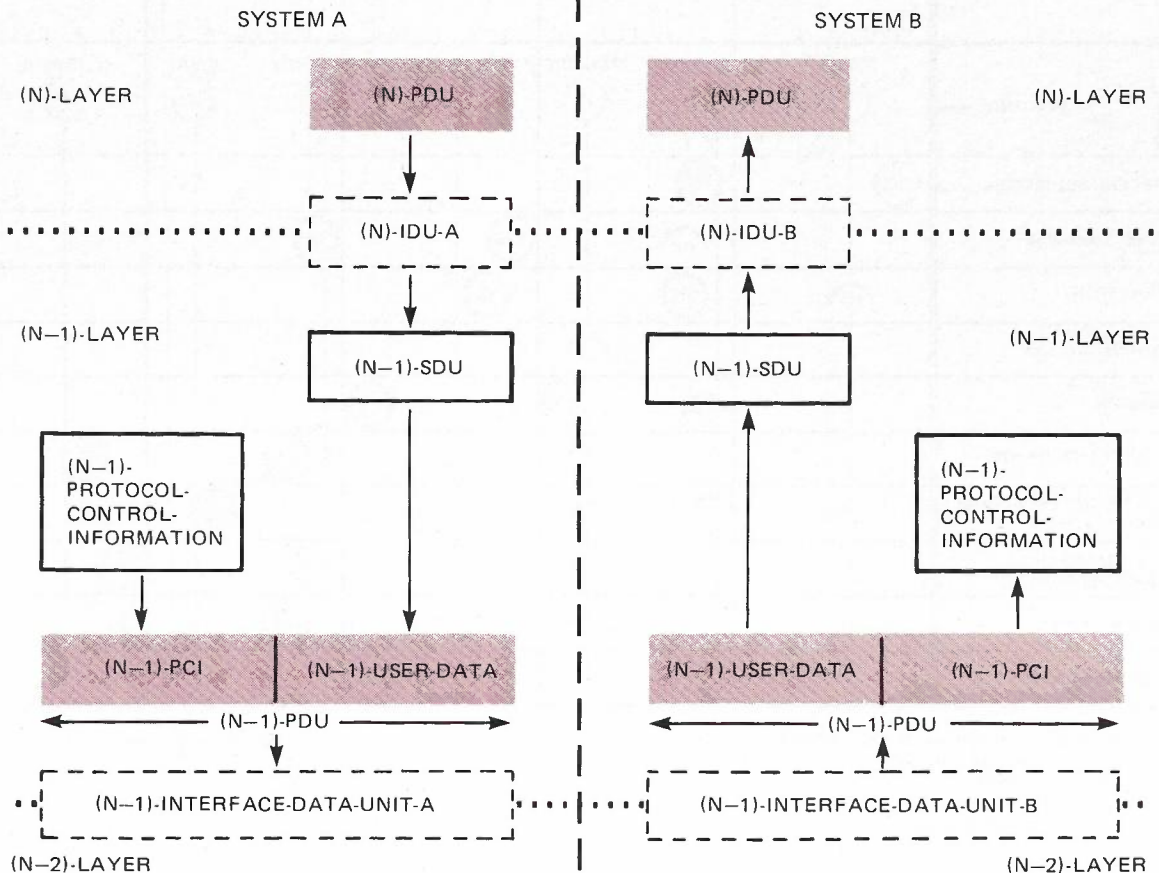 SYSTEM A
SYSTEM B
(N)-LAYER
(N)-PDU
(N)-PDU
(N)-LAYER
(N)-IDU-A
(N)-IDU-B
(N—1)-LAYER
(N—1)-LAYER
(N—1)-SDU
(N—1)-SDU
(N—1)-
PROTOCOL-
CONTROL-
INFORMATION
(N—1)-
PROTOCOL-
CONTROL-
INFORMATION
(N—1)-PCI
(N—1)-USER-DATA
(N—1)-USER-DATA
(N—1)-PCI
(N—1)-PDU
(N—1)-PDU
(N—1)-INTERFACE-DATA-UNIT-A
(N—1)-INTERFACE-DATA-UNIT-B
(N—2)-LAYER
(N—2)-LAYER